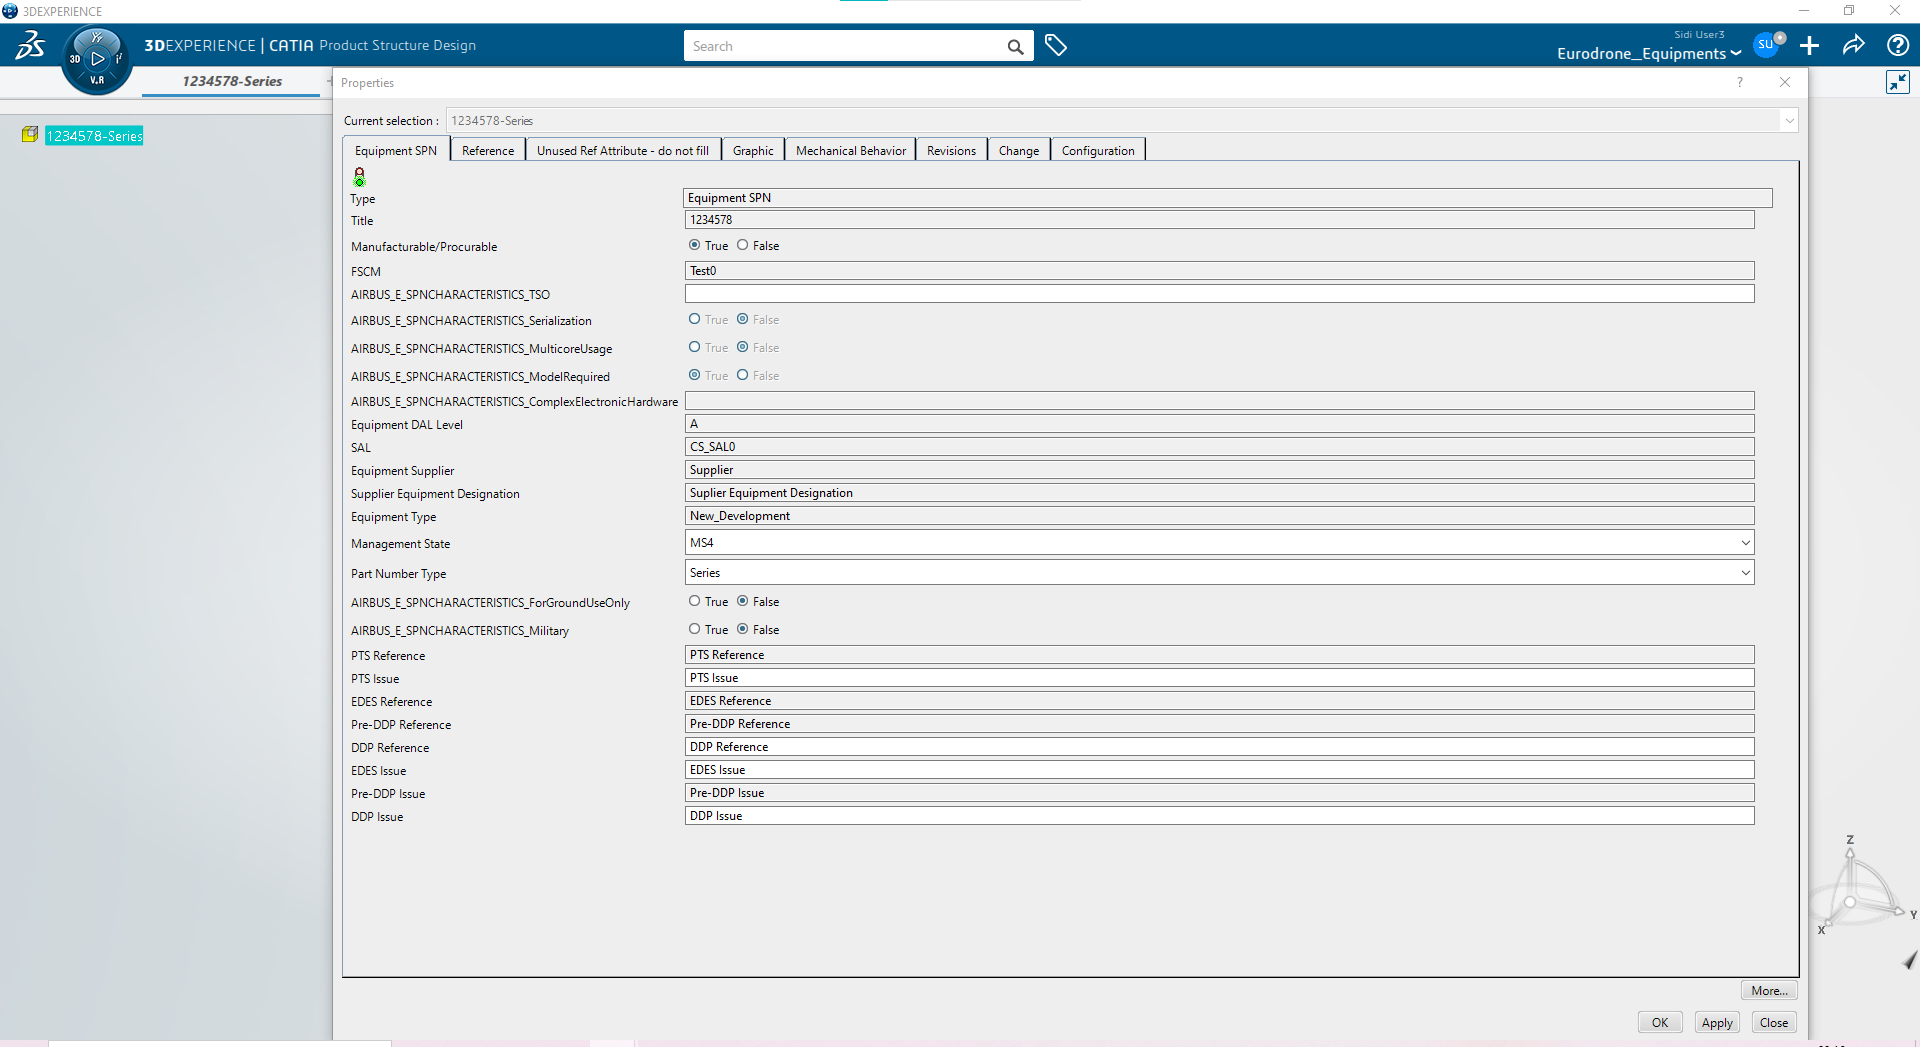 3DEXPERIENCE
3DEXPERIENCE | CATIA Product Structure Design
Search
Sidi User3
Eurodrone__Equipments
SU
3D
V.R
1234578-Series
Properties
?
Current selection : 1234578-Series
1234578-Series
Equipment SPN Reference Unused Ref Attribute - do not fill Graphic Mechanical Behavior Revisions Change Configuration
Type Equipment SPN
Title 1234578
Manufacturable/Procurable True False
FSCM Test0
AIRBUS_E_SPNCHARACTERISTICS_TSO
AIRBUS_E_SPNCHARACTERISTICS_Serialization True False
AIRBUS_E_SPNCHARACTERISTICS_MulticoreUsage True False
AIRBUS_E_SPNCHARACTERISTICS_ModelRequired True False
AIRBUS_E_SPNCHARACTERISTICS_ComplexElectronicHardware
Equipment DAL Level A
SAL CS_SAL0
Equipment Supplier Supplier
Supplier Equipment Designation Suplier Equipment Designation
Equipment Type New_Development
Management State MS4
Part Number Type Series
AIRBUS_E_SPNCHARACTERISTICS_ForGroundUseOnly True False
AIRBUS_E_SPNCHARACTERISTICS_Military True False
PTS Reference PTS Reference
PTS Issue PTS Issue
EDES Reference EDES Reference
Pre-DDP Reference Pre-DDP Reference
DDP Reference DDP Reference
EDES Issue EDES Issue
Pre-DDP Issue Pre-DDP Issue
DDP Issue DDP Issue
Z
Y
X
More...
OK Apply Close